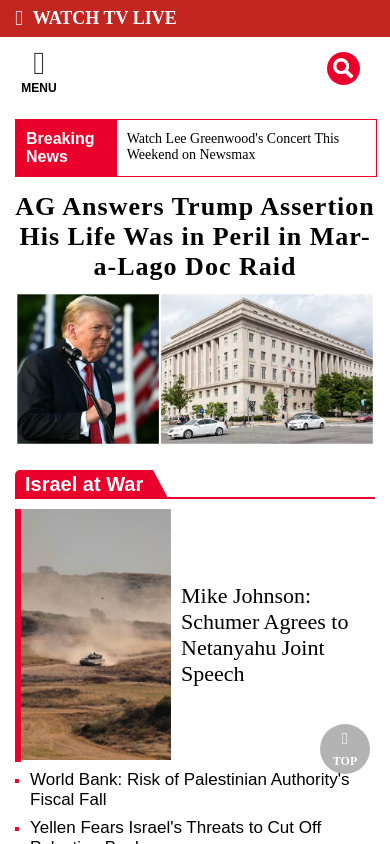 WATCH TV LIVE
MENU
Breaking
News
Watch Lee Greenwood's Concert This
Weekend on Newsmax
AG Answers Trump Assertion
His Life Was in Peril in Mar-
a-Lago Doc Raid
Israel at War
Mike Johnson:
Schumer Agrees to
Netanyahu Joint
Speech
TOP
World Bank: Risk of Palestinian Authority's
Fiscal Fall
Yellen Fears Israel's Threats to Cut Off